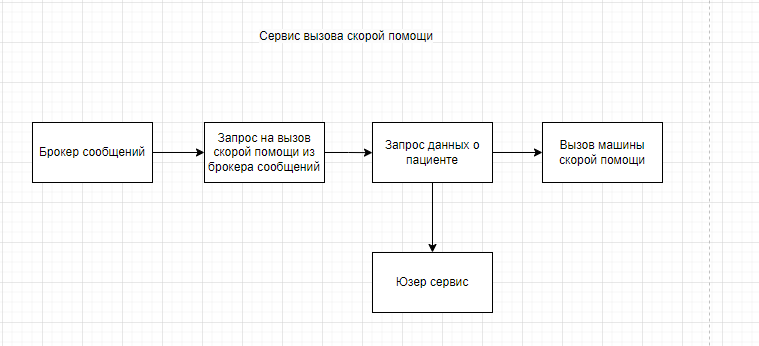 Сервис вызова скорой помощи
Брокер сообщений
Запрос на вызов
скорой помощи из
брокера сообщений
Запрос данных о
пациенте
Вызов машины
скорой помощи
Юзер сервис